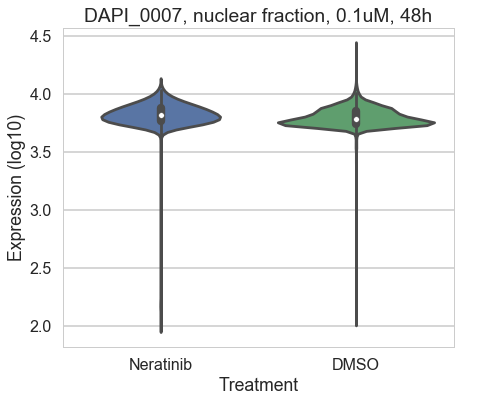 DAPI_0007, nuclear fraction, 0.1uM, 48h
4.5
4.0
3.5
3.0
2.5
2.0
Expression (log10)
Neratinib
DMSO
Treatment